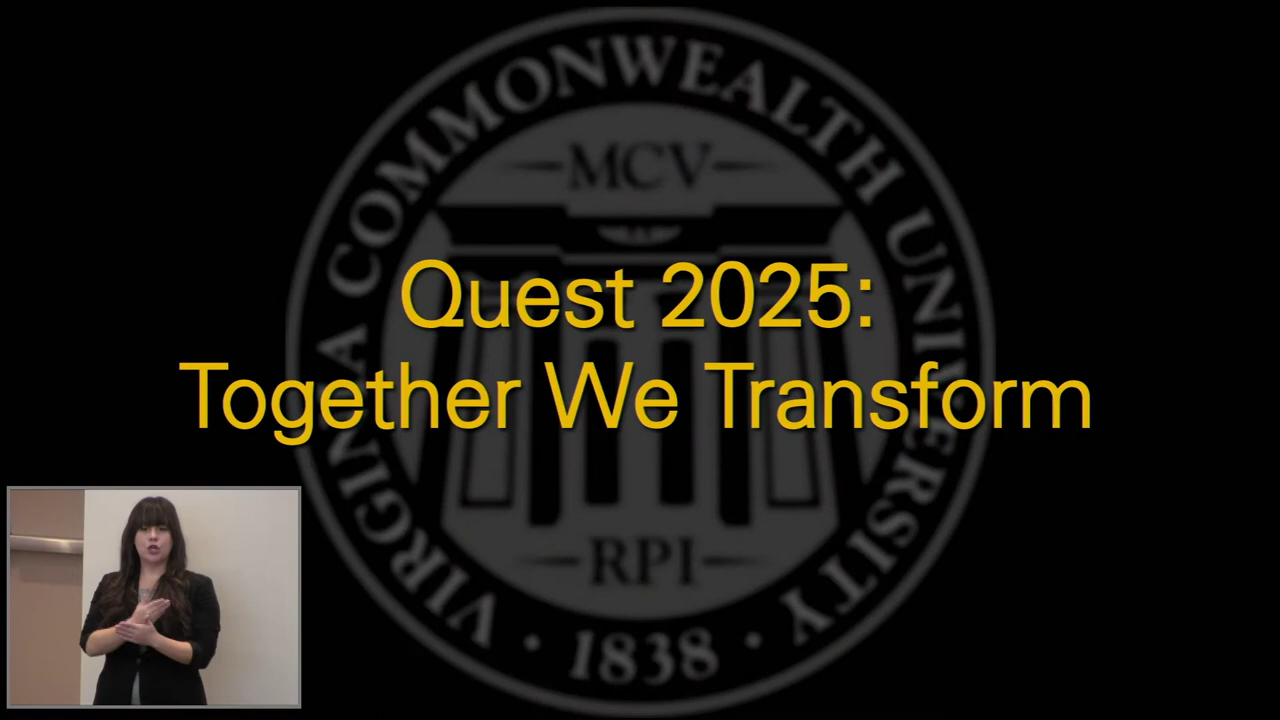 VIRGINIA COMMONWEALTH UNIVERSITY
MCV
Quest 2025:
Together We Transform
RPI
· 1838 ·